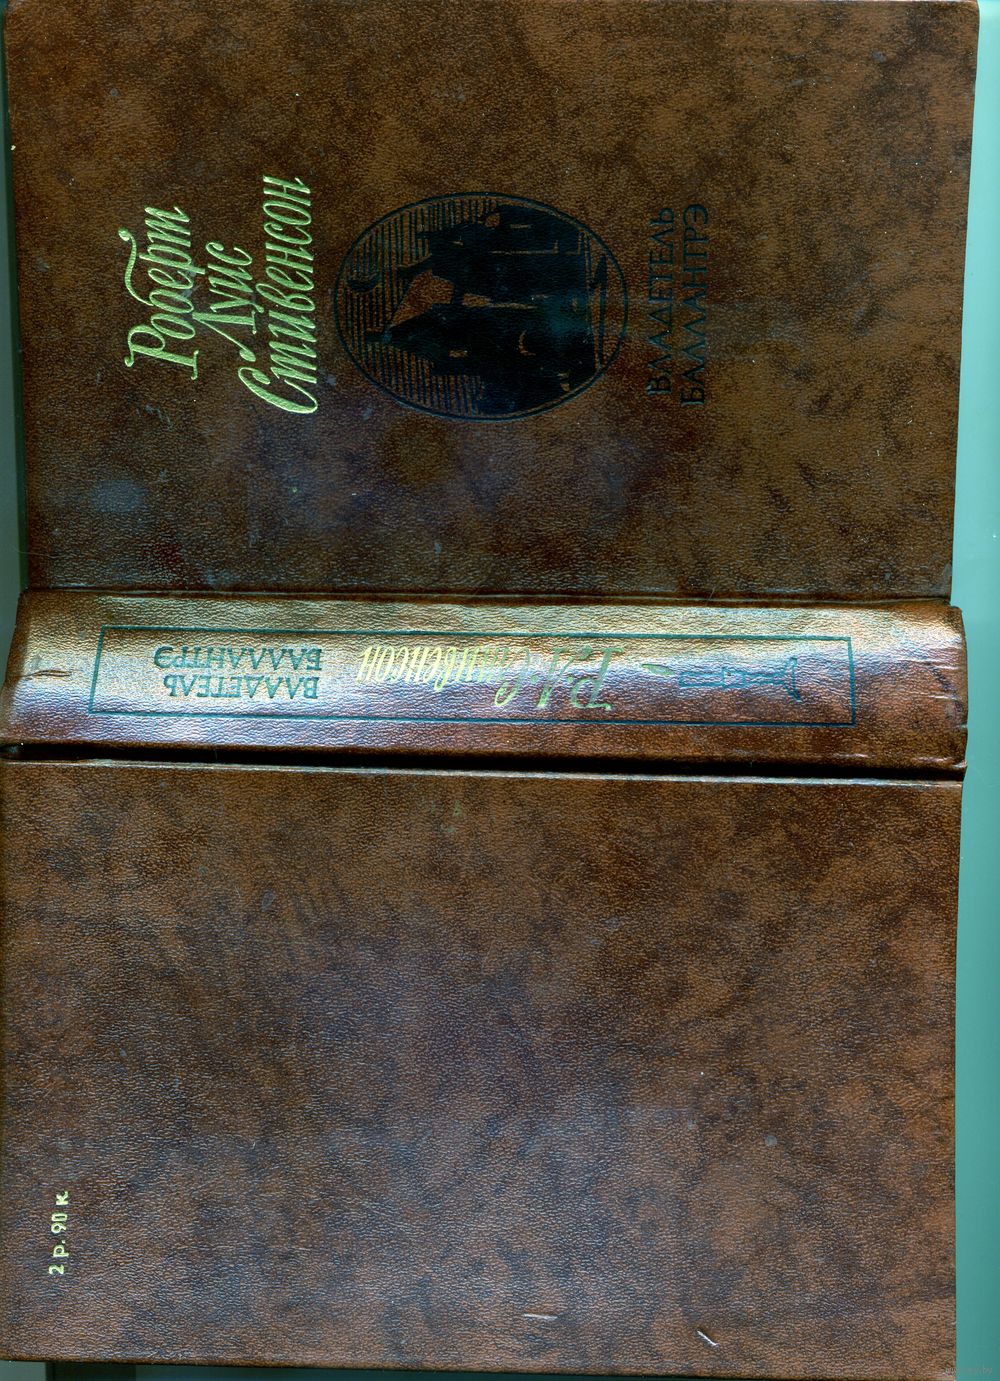 Роберт
Луис
Стивенсон
ВЛАДЕТЕЛЬ
БАЛЛАНТРЭ
Р.Л.Стивенсон
ВЛАДЕТЕЛЬ
БАЛЛАНТРЭ
2 р. 90 к.